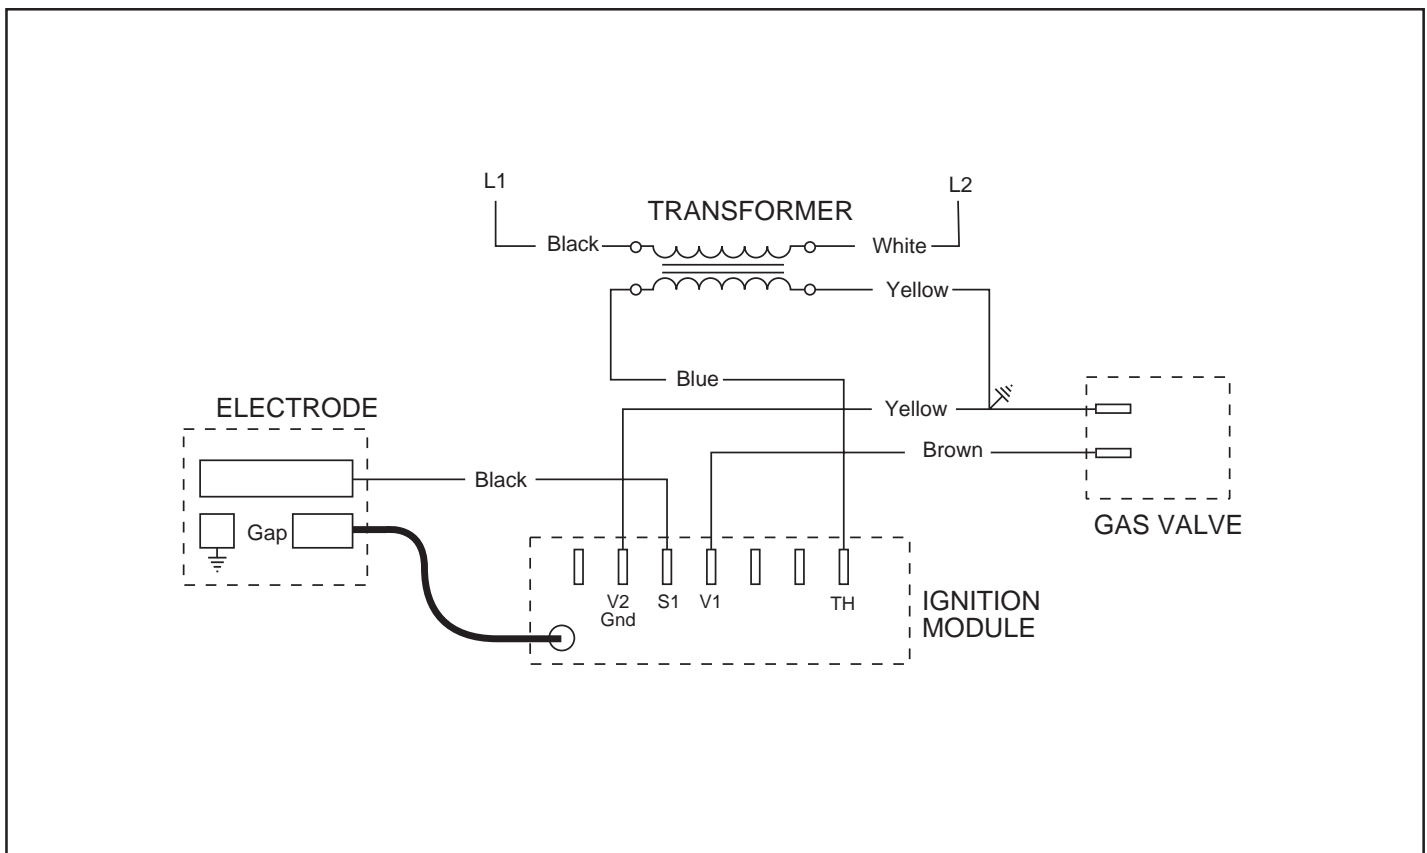 L1
L2
TRANSFORMER
Black
White
Yellow
Blue
ELECTRODE
Yellow
Brown
Black
GAS VALVE
Gap
V2
Gnd
S1
V1
TH
IGNITION
MODULE